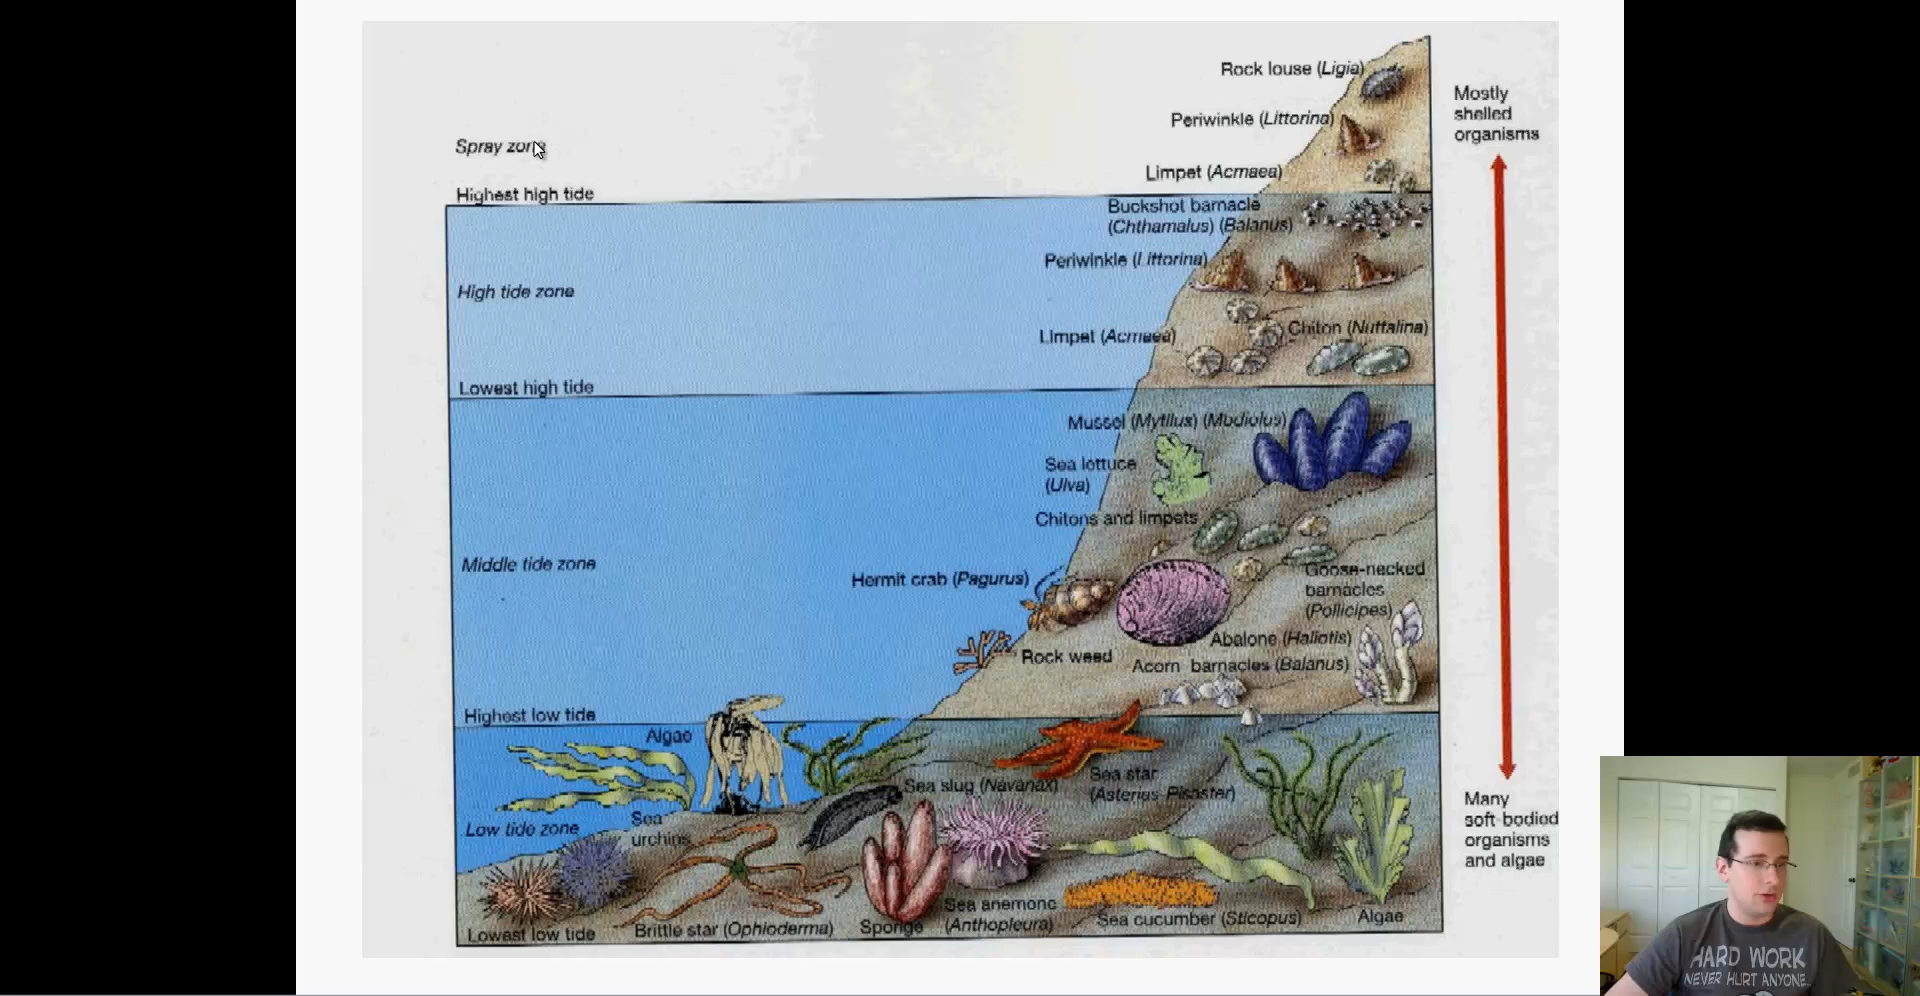 Rock louse (Ligia)
Mostly
shelled
organisms
Periwinkle (Littorina)
Spray zone
Limpet (Acmaea)
Highest high tide
Buckshot barnacle
(Chthamalus) (Balanus)
Periwinkle (Littorina)
High tide zone
Limpet (Acmaea)
Chiton (Nuttalina)
Lowest high tide
Mussel (Mytilus) (Modiolus)
Sea lettuce
(Ulva)
Chitons and limpets
Middle tide zone
Hermit crab (Pagurus)
Goose-necked
barnacles
(Pollicipes)
Abalone (Haliotis)
Rock weed
Acorn barnacles (Balanus)
Highest low tide
Algae
Sea slug (Navanax)
Sea star
(Asterias Pisaster)
Many
soft bodied
organisms
and algae
Low tide zone
Sea
urchins
Sea anemone
(Anthopleura)
Sea cucumber (Sticopus)
Algae
Lowest low tide
Brittle star (Ophioderma)
Sponge
HARD WORK
NEVER HURT ANYONE